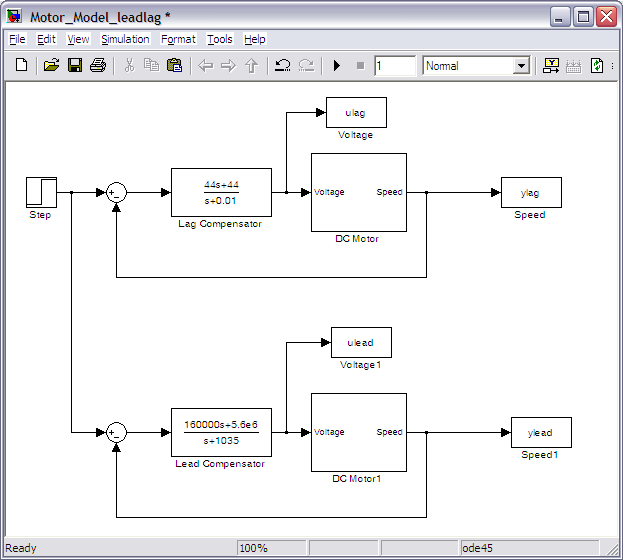 Motor_Model_leadlag *
File Edit View Simulation Format Tools Help
1 Normal
ulag
Voltage
Step
44s+44
s+0.01
Lag Compensator
Voltage Speed
DC Motor
ylag
Speed
ulead
Voltage1
160000s+5.6e6
s+1035
Lead Compensator
Voltage Speed
DC Motor1
ylead
Speed1
Ready 100% ode45